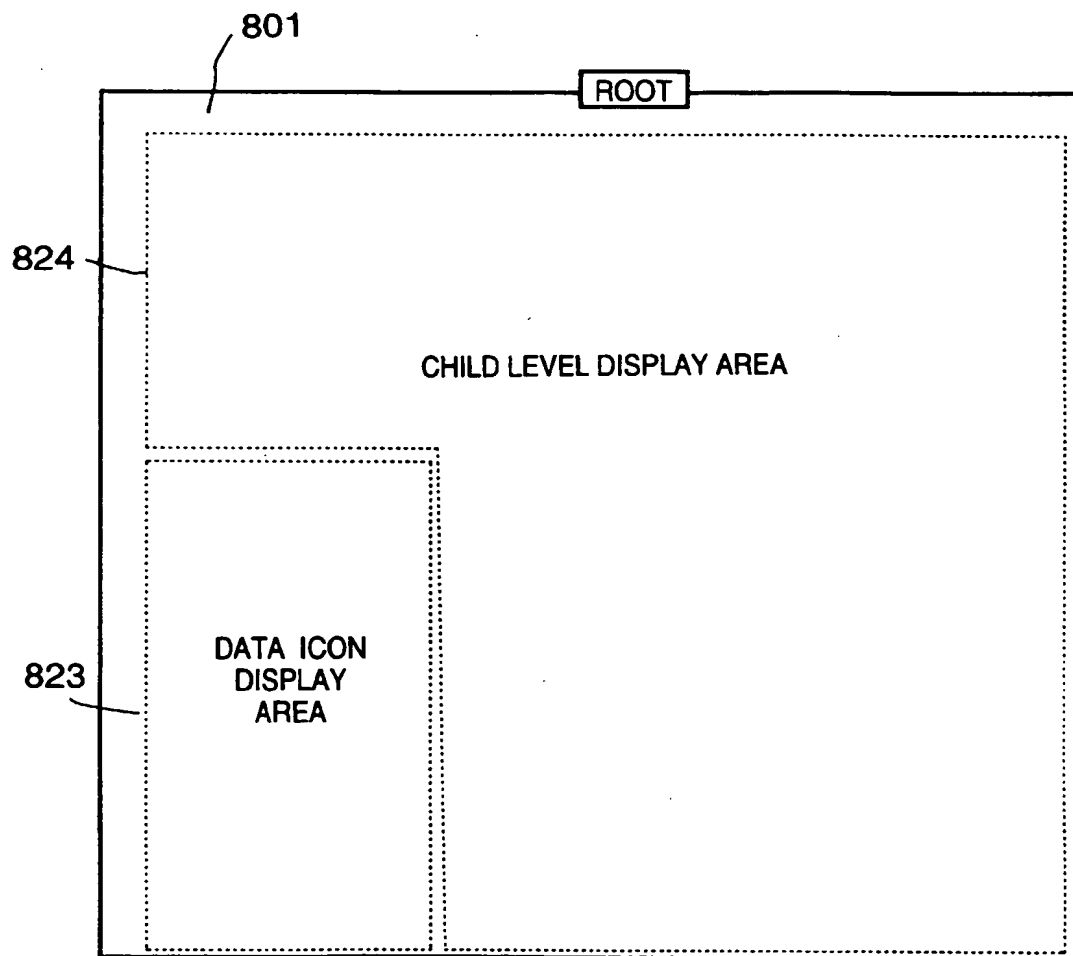 801
ROOT
824
CHILD LEVEL DISPLAY AREA
DATA ICON
DISPLAY
AREA
823